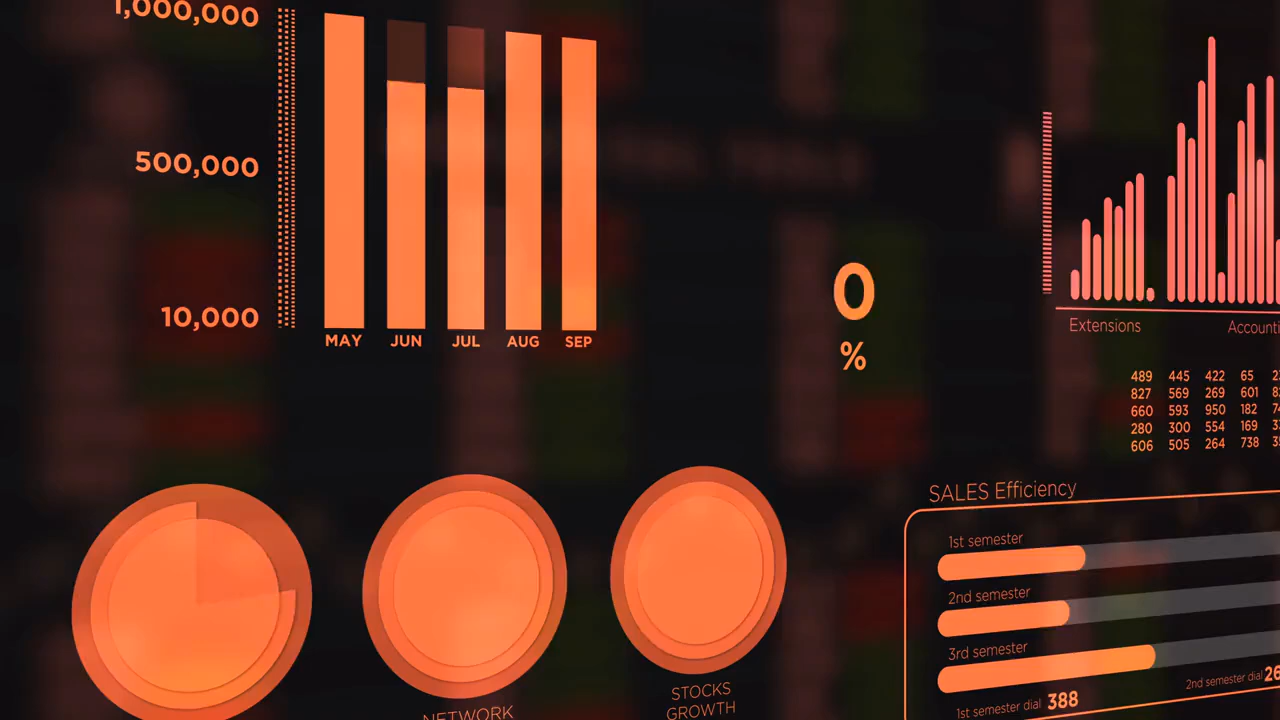 1,000,000
500,000
10,000
MAY JUN JUL AUG SEP
0
%
Extensions
489 445 422 65
827 569 269 601
660 593 950 182
280 300 554 169
606 505 264 738
SALES Efficiency
1st semester
2nd semester
3rd semester
1st semester dial 388
2nd semester dial
NETWORK
STOCKS
GROWTH